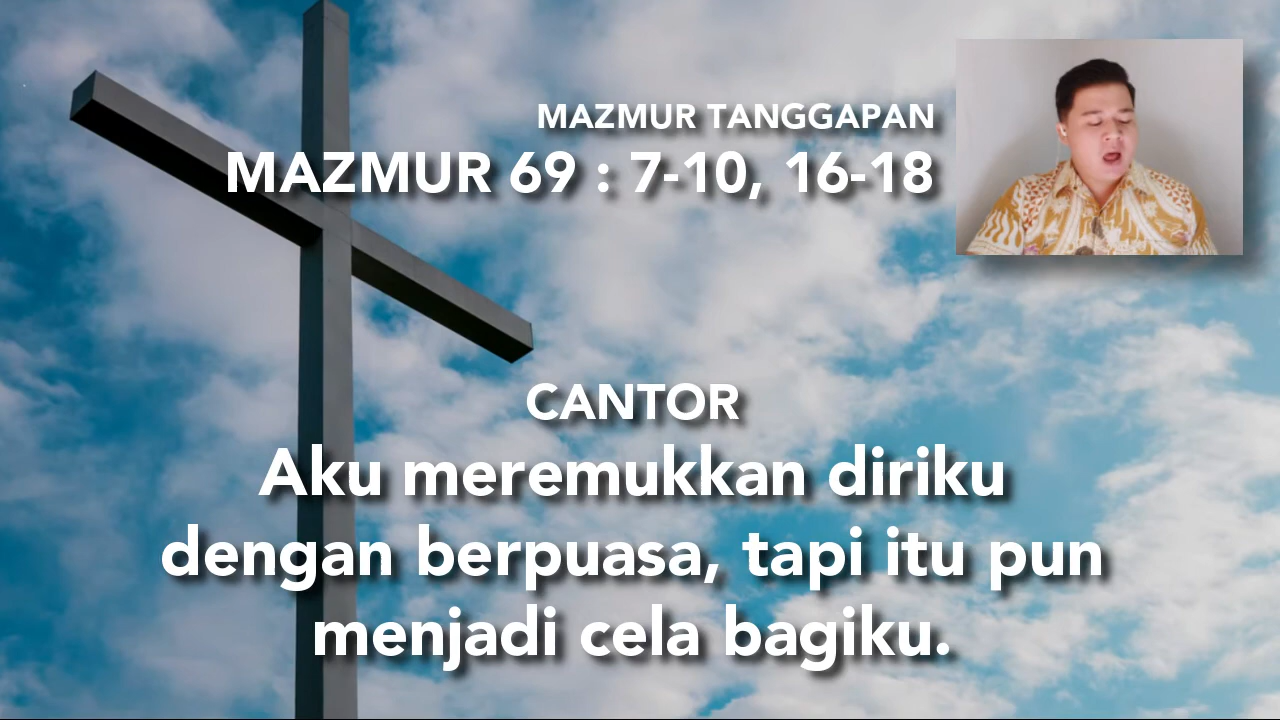 MAZMUR TANGGAPAN
MAZMUR 69 : 7-10, 16-18
CANTOR
Aku meremukkan diriku
dengan berpuasa, tapi itu pun
menjadi cela bagiku.